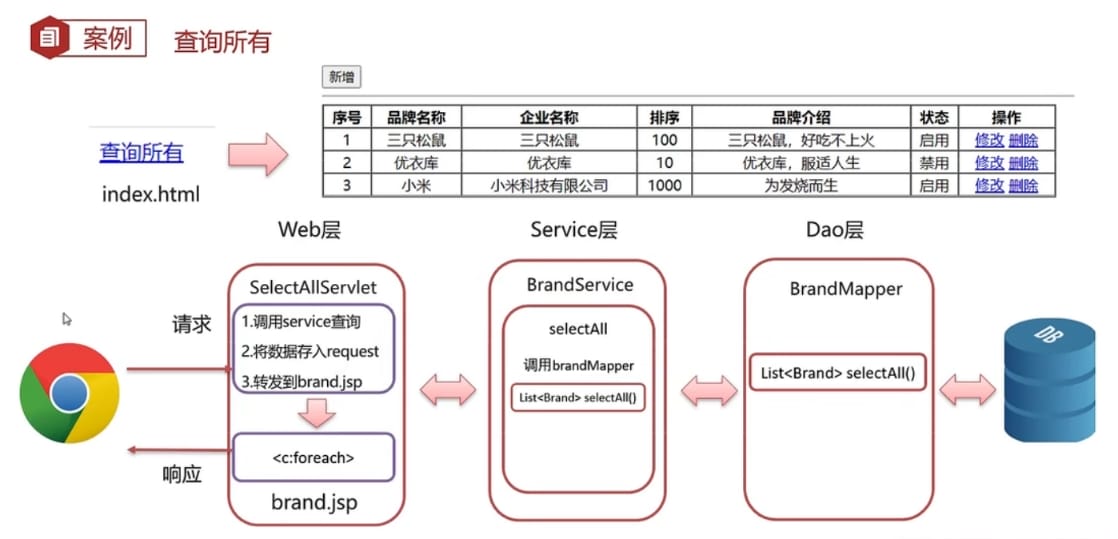 案例
查询所有
新增
序号 品牌名称 企业名称 排序 品牌介绍 状态 操作
1 三只松鼠 三只松鼠 100 三只松鼠，好吃不上火 启用 修改 删除
2 优衣库 优衣库 10 优衣库，服适人生 禁用 修改 删除
3 小米 小米科技有限公司 1000 为发烧而生 启用 修改 删除
查询所有
index.html
Web层
SelectAllServlet
1.调用service查询
2.将数据存入request
3.转发到brand.jsp
<c:foreach>
brand.jsp
请求
响应
Service层
BrandService
selectAll
调用brandMapper
List<Brand> selectAll()
Dao层
BrandMapper
List<Brand> selectAll()
DB